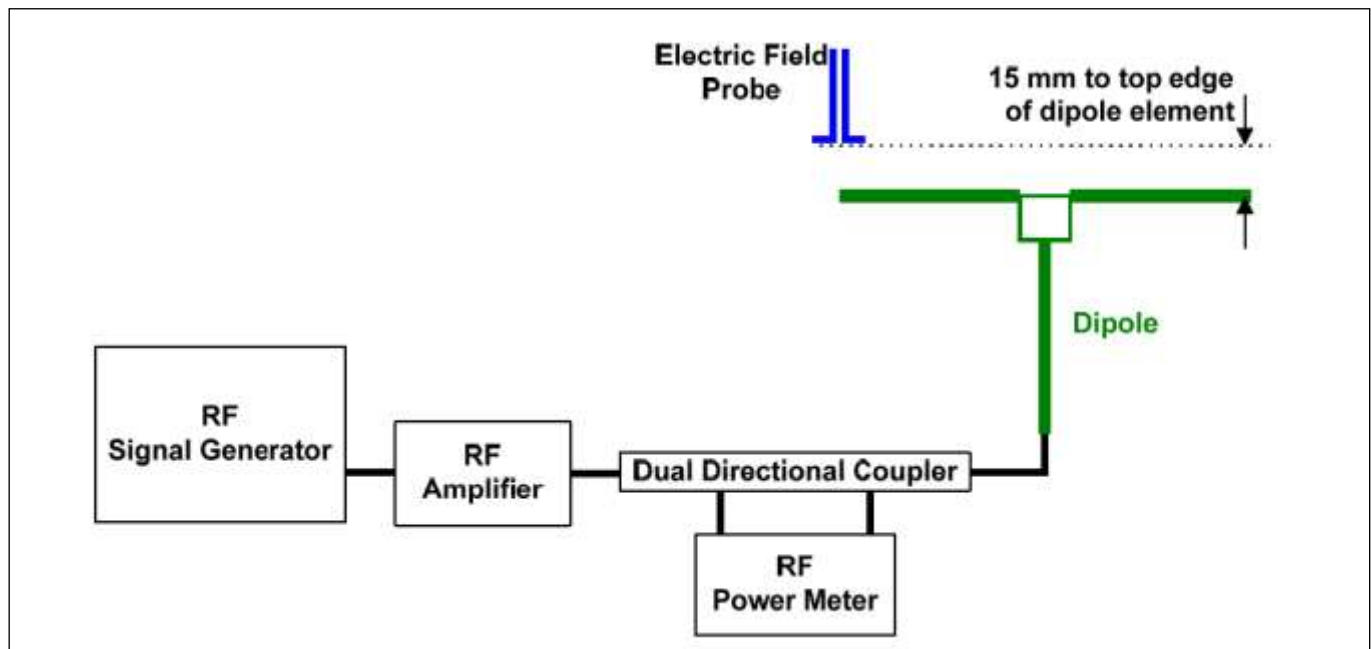 Electric Field
Probe
15 mm to top edge
of dipole element
Dipole
RF
Signal Generator
RF
Amplifier
Dual Directional Coupler
RF
Power Meter